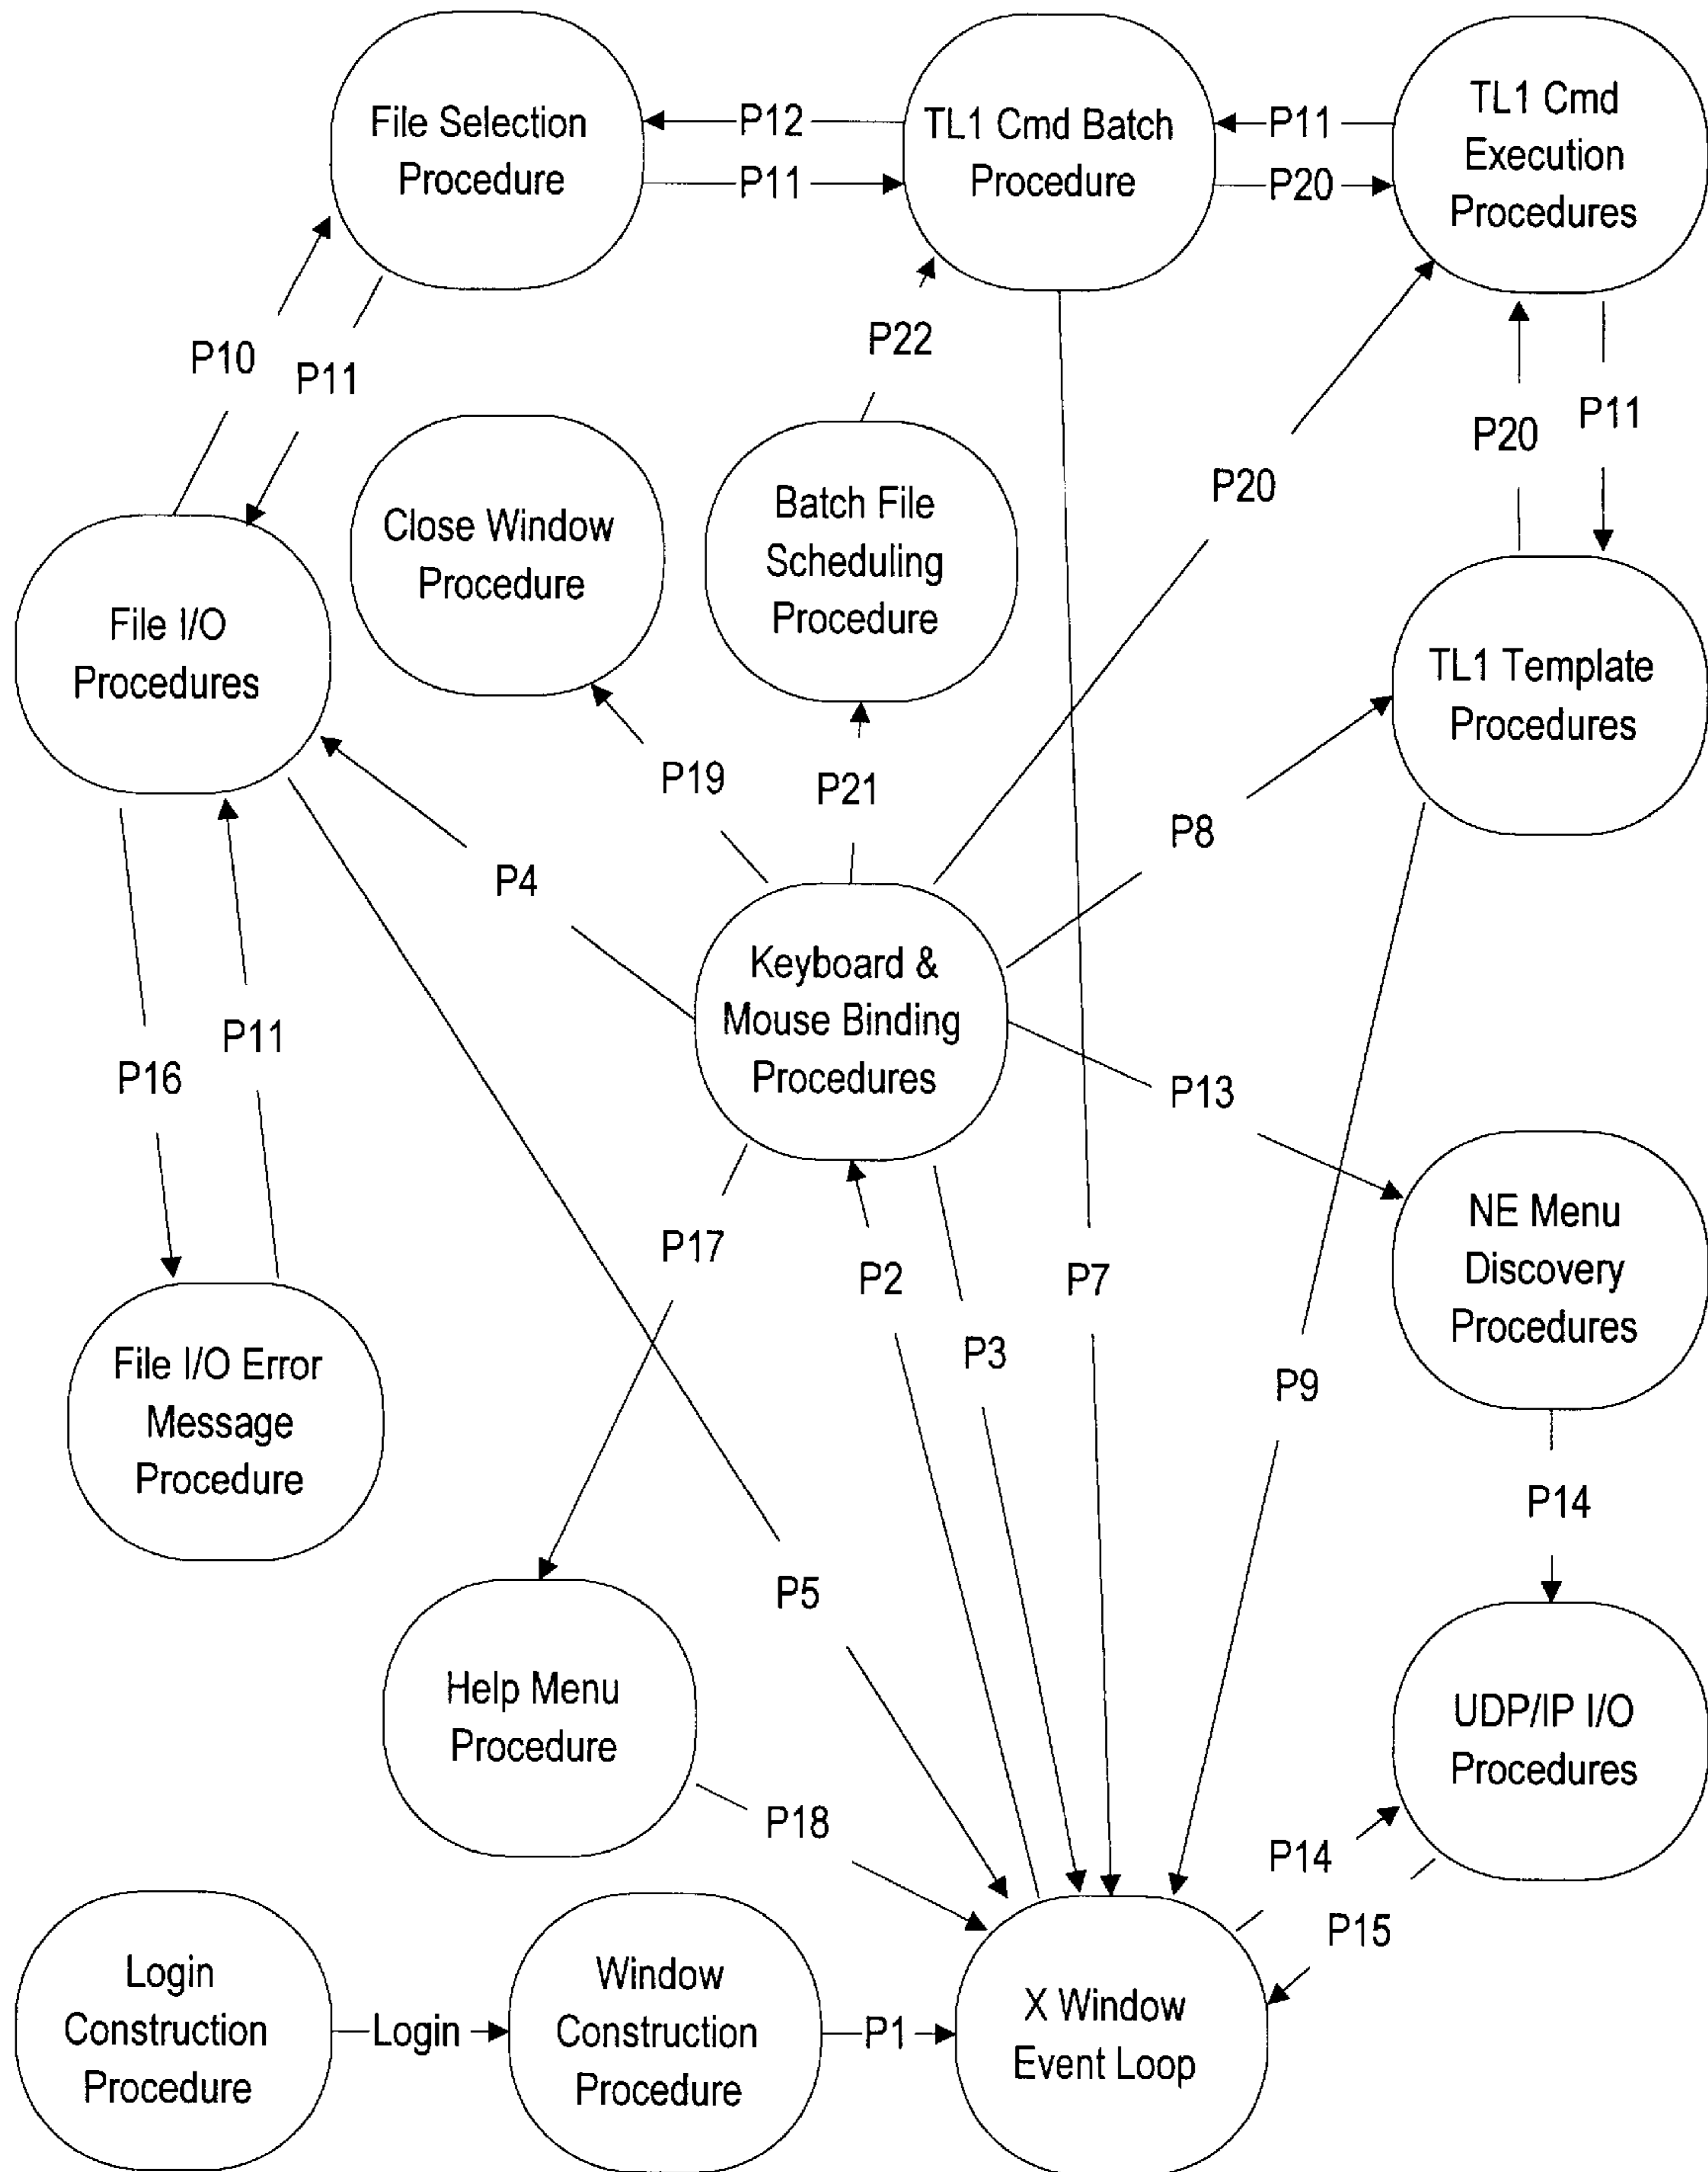 File Selection
Procedure
P12
P11
TL1 Cmd Batch
Procedure
P11
P20
TL1 Cmd
Execution
Procedures
P10
P11
P22
P20
P20
P11
Close Window
Procedure
Batch File
Scheduling
Procedure
File I/O
Procedures
TL1 Template
Procedures
P19
P21
P8
P4
Keyboard &
Mouse Binding
Procedures
P16
P11
P13
P17
P2
P3
P7
P9
NE Menu
Discovery
Procedures
File I/O Error
Message
Procedure
P14
P5
Help Menu
Procedure
UDP/IP I/O
Procedures
P18
P14
P15
Login
Construction
Procedure
Login
Window
Construction
Procedure
P1
X Window
Event Loop